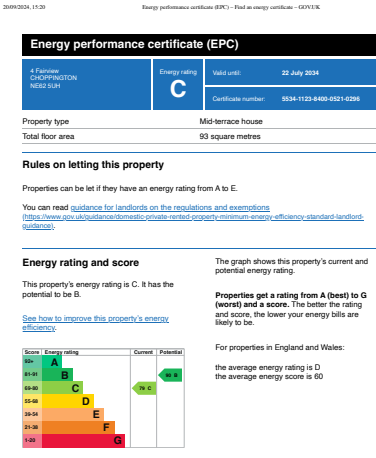 20/09/2024, 15:20
Energy performance certificate (EPC) – Find an energy certificate – GOV.UK
Energy performance certificate (EPC)
4 Fairview
CHOPPINGTON
NE62 5UH
Energy rating
C
Valid until: 22 July 2034
Certificate number: 5534-1123-8400-0521-0296
Property type Mid-terrace house
Total floor area 93 square metres
Rules on letting this property
Properties can be let if they have an energy rating from A to E.
You can read guidance for landlords on the regulations and exemptions
(https://www.gov.uk/guidance/domestic-private-rented-property-minimum-energy-efficiency-standard-landlord-
guidance).
Energy rating and score
This property's energy rating is C. It has the
potential to be B.
See how to improve this property's energy
efficiency.
Score Energy rating Current Potential
92+ A
81-91 B 90 B
69-80 C 79 C
55-68 D
39-54 E
21-38 F
1-20 G
The graph shows this property's current and
potential energy rating.
Properties get a rating from A (best) to G
(worst) and a score. The better the rating
and score, the lower your energy bills are
likely to be.
For properties in England and Wales:
the average energy rating is D
the average energy score is 60